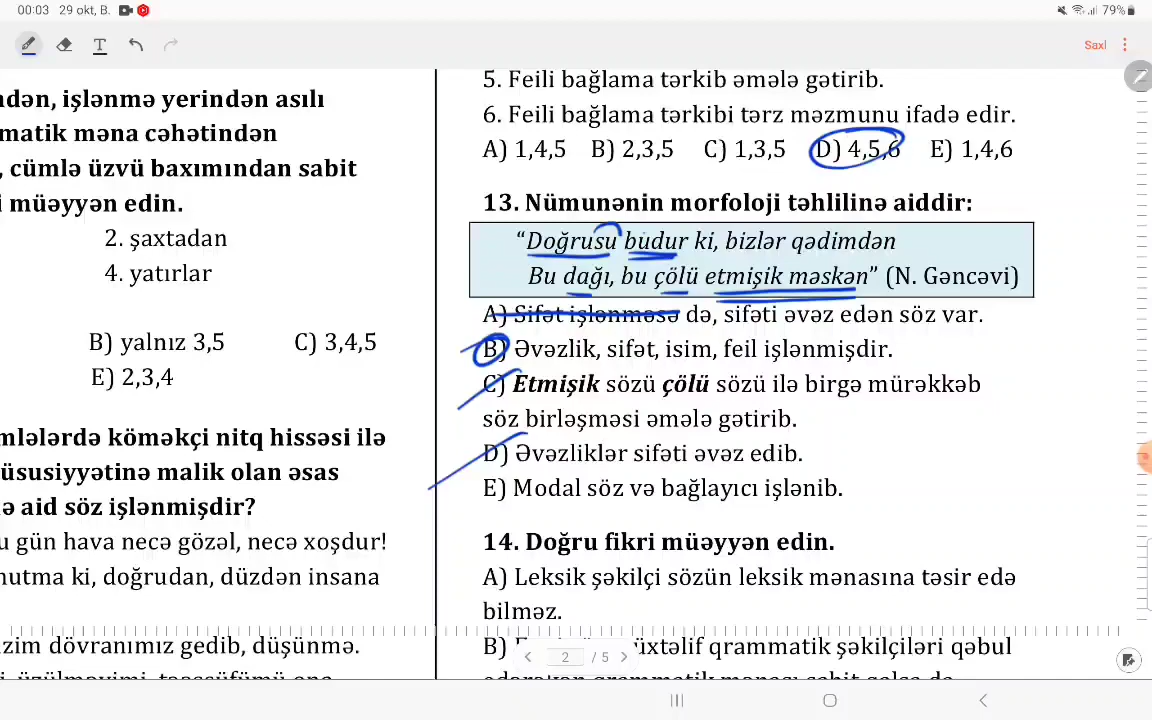 00:03 29 okt, B.
79%
T
Saxl
ndən, işlənmə yerindən asılı
matik məna cəhətindən
, cümlə üzvü baxımından sabit
i müəyyən edin.
2. şaxtadan
4. yatırlar
B) yalnız 3,5 C) 3,4,5
E) 2,3,4
mlələrdə köməkçi nitq hissəsi ilə
üsusiyyətinə malik olan əsas
ə aid söz işlənmişdir?
u gün hava necə gözəl, necə xoşdur!
nutma ki, doğrudan, düzdən insana
zim dövranımız gedib, düşünmə.
5. Feili bağlama tərkib əmələ gətirib.
6. Feili bağlama tərkibi tərz məzmunu ifadə edir.
A) 1,4,5 B) 2,3,5 C) 1,3,5 D) 4,5,6 E) 1,4,6
13. Nümunənin morfoloji təhlilinə aiddir:
“Doğrusu budur ki, bizlər qədimdən
Bu dağı, bu çölü etmişik məskən” (N. Gəncəvi)
A) Sifət işlənməsə də, sifəti əvəz edən söz var.
B) Əvəzlik, sifət, isim, feil işlənmişdir.
C) Etmişik sözü çölü sözü ilə birgə mürəkkəb
söz birləşməsi əmələ gətirib.
D) Əvəzliklər sifəti əvəz edib.
E) Modal söz və bağlayıcı işlənib.
14. Doğru fikri müəyyən edin.
A) Leksik şəkilçi sözün leksik mənasına təsir edə
bilməz.
B) üxtəlif qrammatik şəkilçiləri qəbul
2 / 5